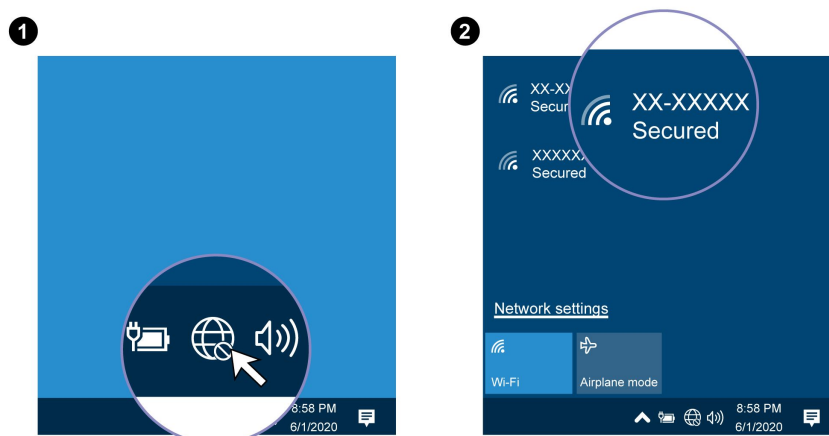 1
8:58 PM
6/1/2020
2
XX-XX
Secur
XX-XXXXX
Secured
XXXXX
Secured
Network settings
Wi-Fi
Airplane mode
8:58 PM
6/1/2020